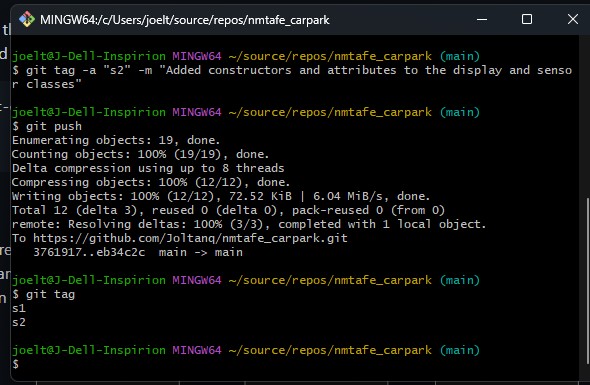 MINGW64:/c/Users/joelt/source/repos/nmtafe_carpark
joelt@J-Dell-Inspirion MINGW64 ~/source/repos/nmtafe_carpark (main)
$ git tag -a "s2" -m "Added constructors and attributes to the display and senso
r classes"
joelt@J-Dell-Inspirion MINGW64 ~/source/repos/nmtafe_carpark (main)
$ git push
Enumerating objects: 19, done.
Counting objects: 100% (19/19), done.
Delta compression using up to 8 threads
Compressing objects: 100% (12/12), done.
Writing objects: 100% (12/12), 72.52 KiB | 6.04 MiB/s, done.
Total 12 (delta 3), reused 0 (delta 0), pack-reused 0 (from 0)
remote: Resolving deltas: 100% (3/3), completed with 1 local object.
To https://github.com/Joltanq/nmtafe_carpark.git
   3761917..eb34c2c  main -> main
joelt@J-Dell-Inspirion MINGW64 ~/source/repos/nmtafe_carpark (main)
$ git tag
s1
s2
joelt@J-Dell-Inspirion MINGW64 ~/source/repos/nmtafe_carpark (main)
$